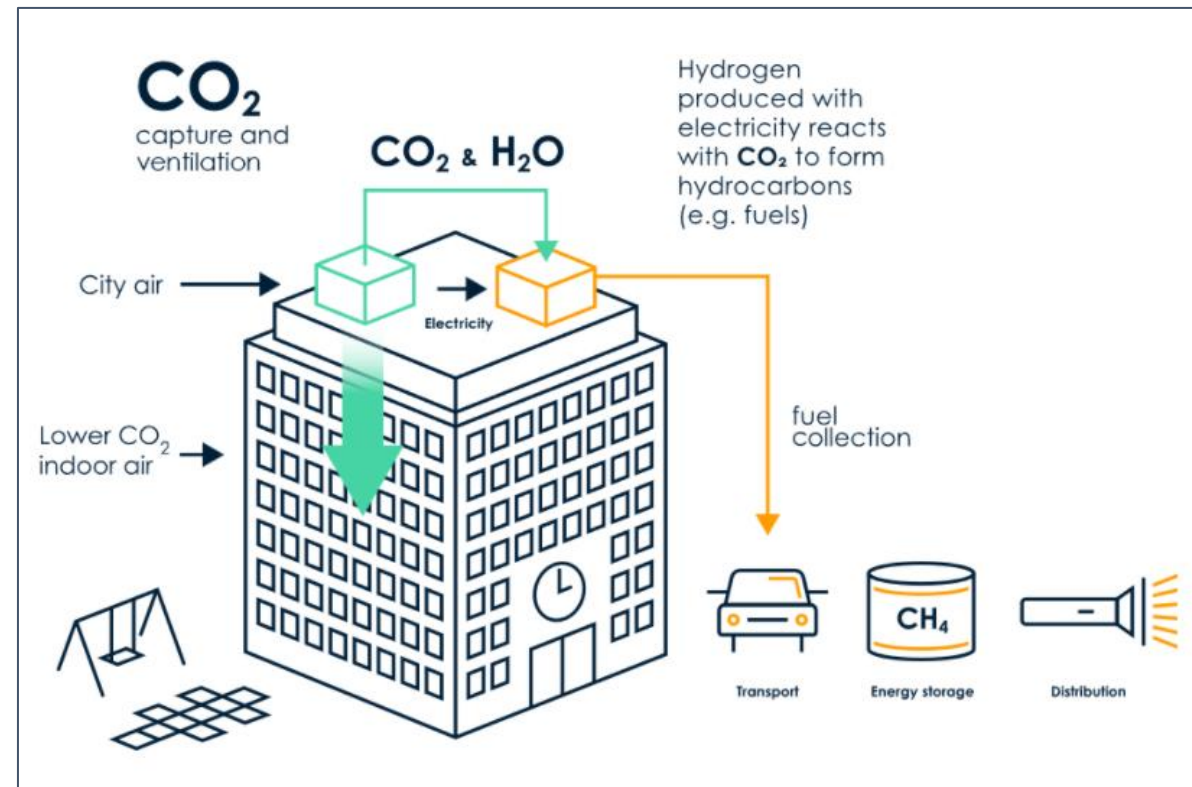 CO₂
capture and
ventilation
CO₂ & H₂O
Hydrogen
produced with
electricity reacts
with CO₂ to form
hydrocarbons
(e.g. fuels)
City air
Electricity
Lower CO₂
indoor air
fuel
collection
CH₄
Transport
Energy storage
Distribution